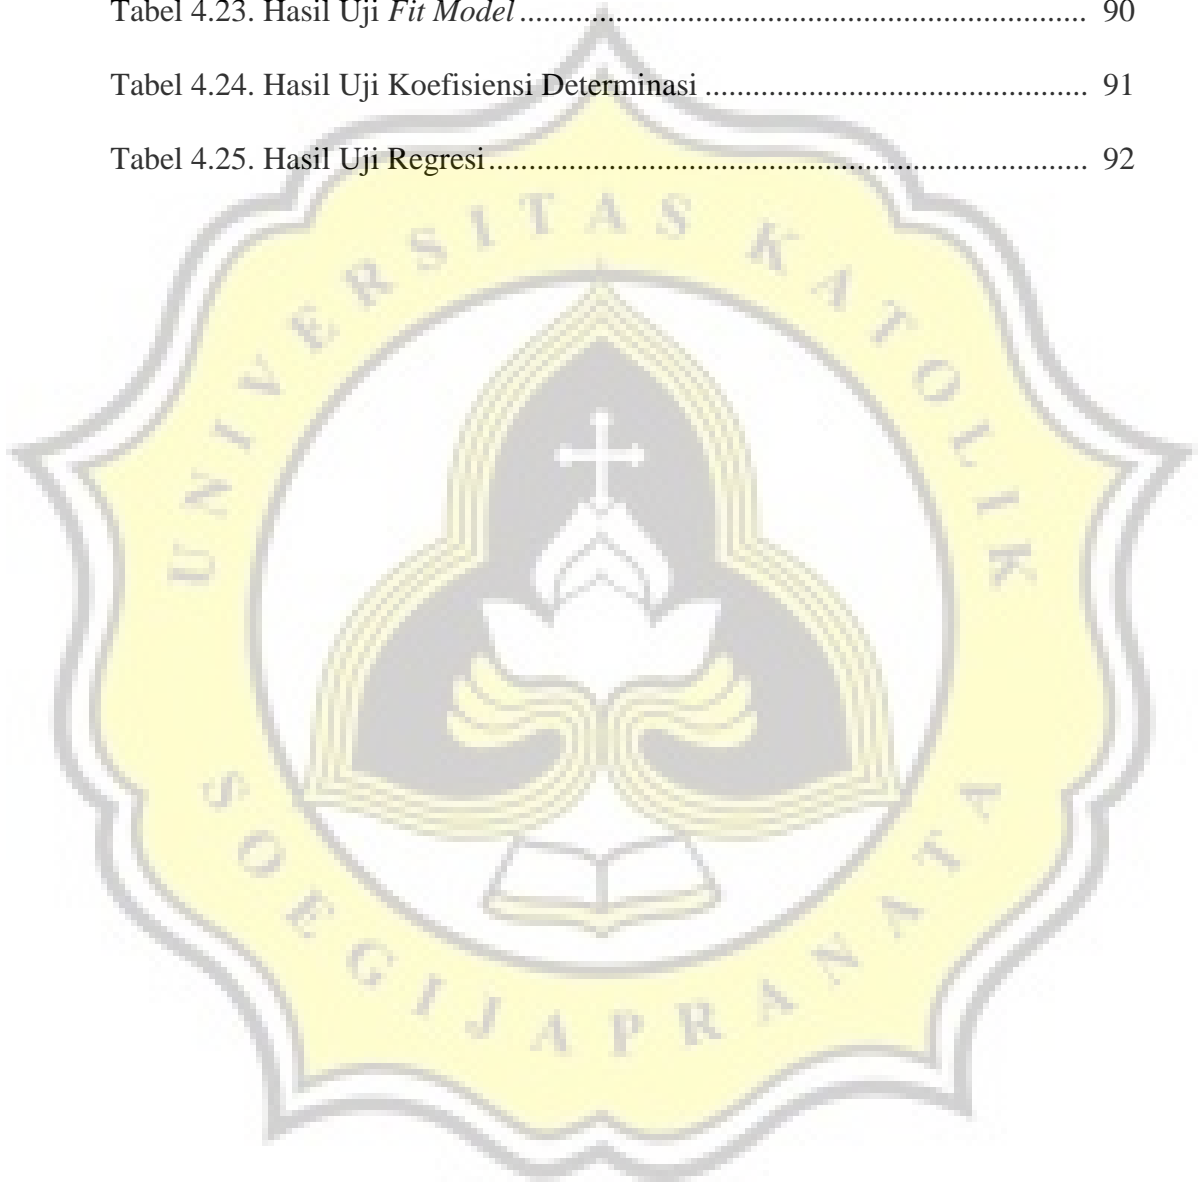 Tabel 4.23. Hasil Uji Fit Model ........................................................................ 90
Tabel 4.24. Hasil Uji Koefisiensi Determinasi ................................................ 91
Tabel 4.25. Hasil Uji Regresi............................................................................ 92
UNIVERSITAS KATOLIK
SOEGIJAPRANATA